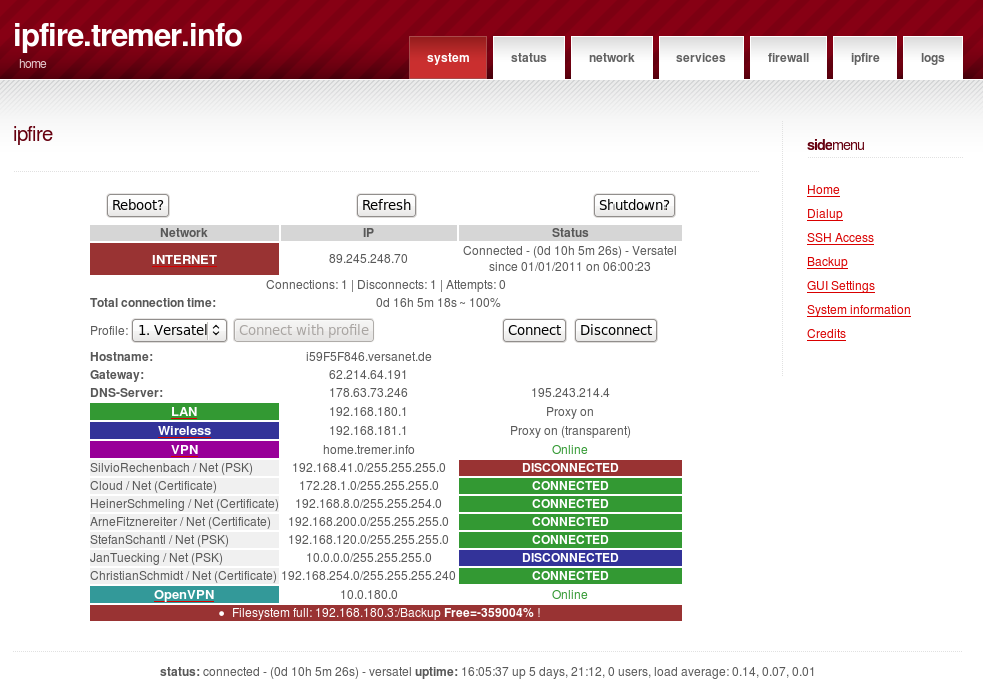 ipfire.tremer.info
home
system status network services firewall ipfire logs
ipfire
Reboot? Refresh Shutdown?
Network IP Status
INTERNET 89.245.248.70 Connected - (0d 10h 5m 26s) - Versatel
since 01/01/2011 on 06:00:23
Connections: 1 | Disconnects: 1 | Attempts: 0
Total connection time: 0d 16h 5m 18s ~ 100%
Profile: 1. Versatel Connect with profile Connect Disconnect
Hostname: i59F5F846.versanet.de
Gateway: 62.214.64.191
DNS-Server: 178.63.73.246 195.243.214.4
LAN 192.168.180.1 Proxy on
Wireless 192.168.181.1 Proxy on (transparent)
VPN home.tremer.info Online
SilvioRechenbach / Net (PSK) 192.168.41.0/255.255.255.0 DISCONNECTED
Cloud / Net (Certificate) 172.28.1.0/255.255.255.0 CONNECTED
HeinerSchmeling / Net (Certificate) 192.168.8.0/255.255.254.0 CONNECTED
ArneFitznereiter / Net (Certificate) 192.168.200.0/255.255.255.0 CONNECTED
StefanSchantl / Net (PSK) 192.168.120.0/255.255.255.0 CONNECTED
JanTuecking / Net (PSK) 10.0.0.0/255.255.255.0 DISCONNECTED
ChristianSchmidt / Net (Certificate) 192.168.254.0/255.255.255.240 CONNECTED
OpenVPN 10.0.180.0 Online
• Filesystem full: 192.168.180.3:/Backup Free=-359004% !
sidemenu
Home
Dialup
SSH Access
Backup
GUI Settings
System information
Credits
status: connected - (0d 10h 5m 26s) - versatel uptime: 16:05:37 up 5 days, 21:12, 0 users, load average: 0.14, 0.07, 0.01